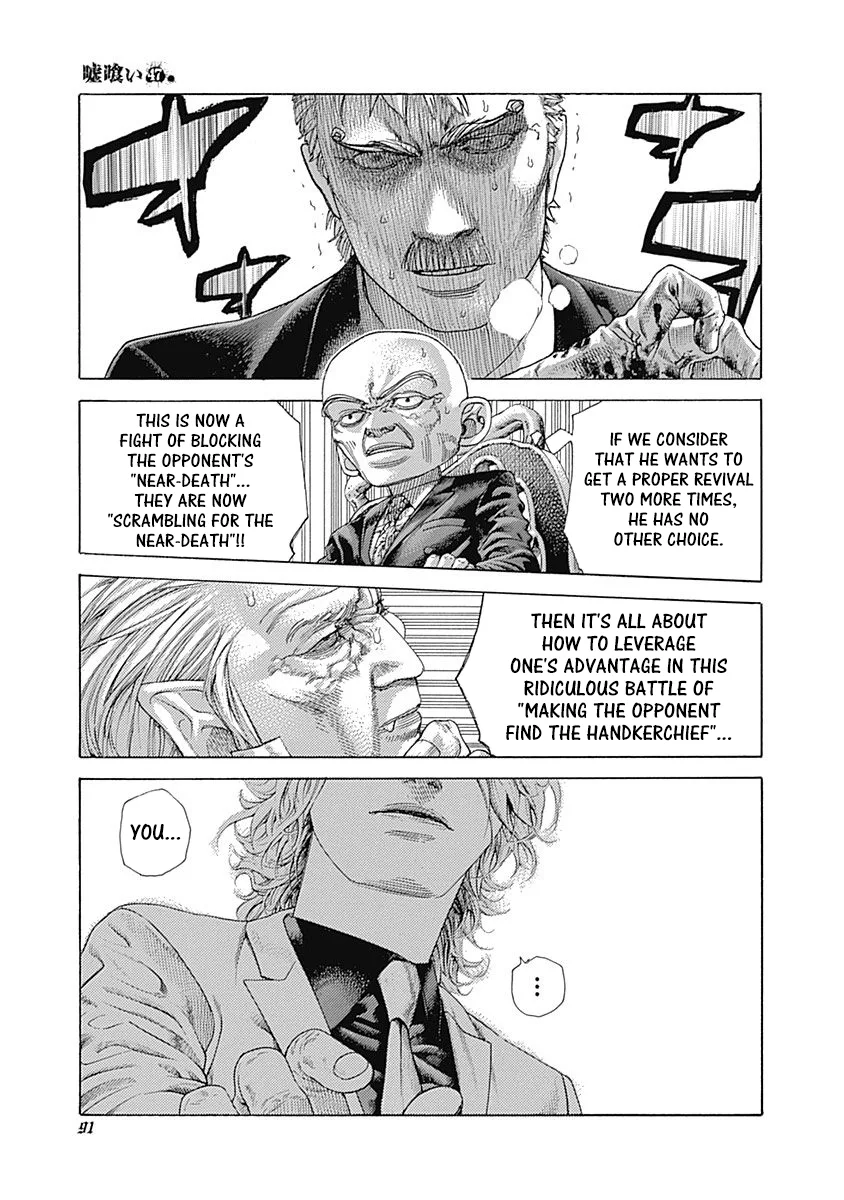 嘘喰い
IF WE CONSIDER
THAT HE WANTS TO
GET A PROPER REVIVAL
TWO MORE TIMES,
HE HAS NO
OTHER CHOICE.
THIS IS NOW A
FIGHT OF BLOCKING
THE OPPONENT'S
"NEAR-DEATH"...
THEY ARE NOW
"SCRAMBLING FOR THE
NEAR-DEATH"!!
THEN IT'S ALL ABOUT
HOW TO LEVERAGE
ONE'S ADVANTAGE IN THIS
RIDICULOUS BATTLE OF
"MAKING THE OPPONENT
FIND THE HANDKERCHIEF"...
YOU...
...
91